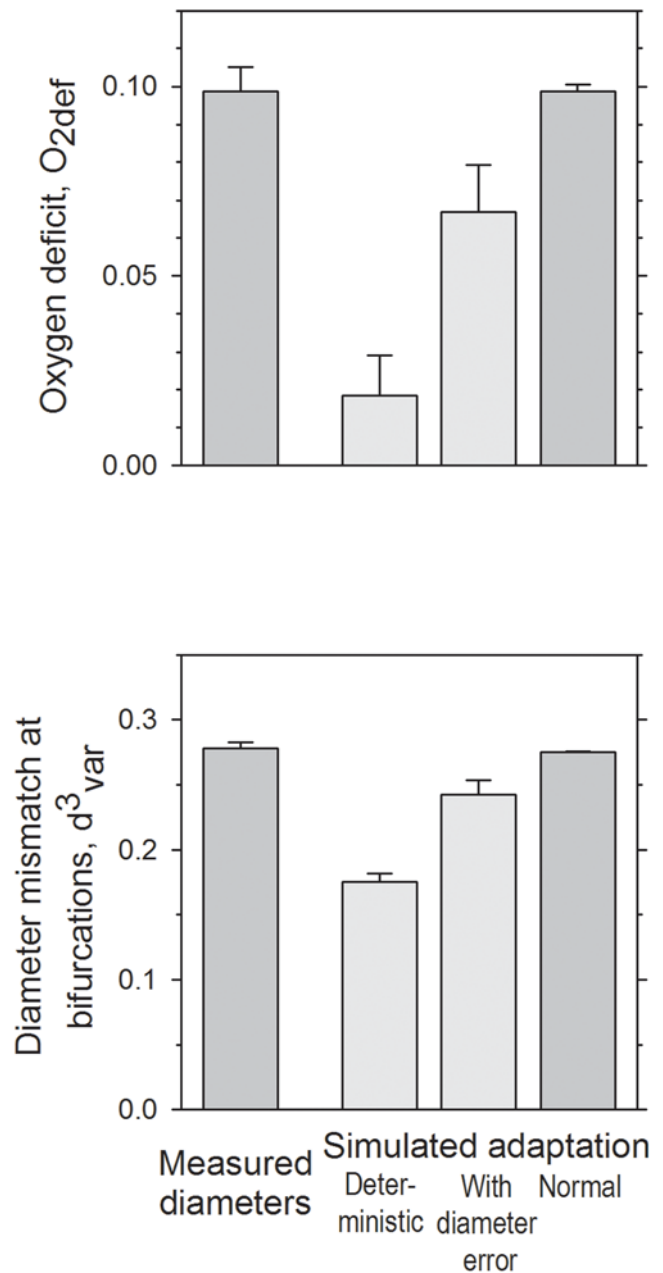 Oxygen deficit, O2def
0.10
0.05
0.00
Diameter mismatch at
bifurcations, d3var
0.3
0.2
0.1
0.0
Measured
diameters
Simulated adaptation
Deter-
ministic
With
diameter
error
Normal